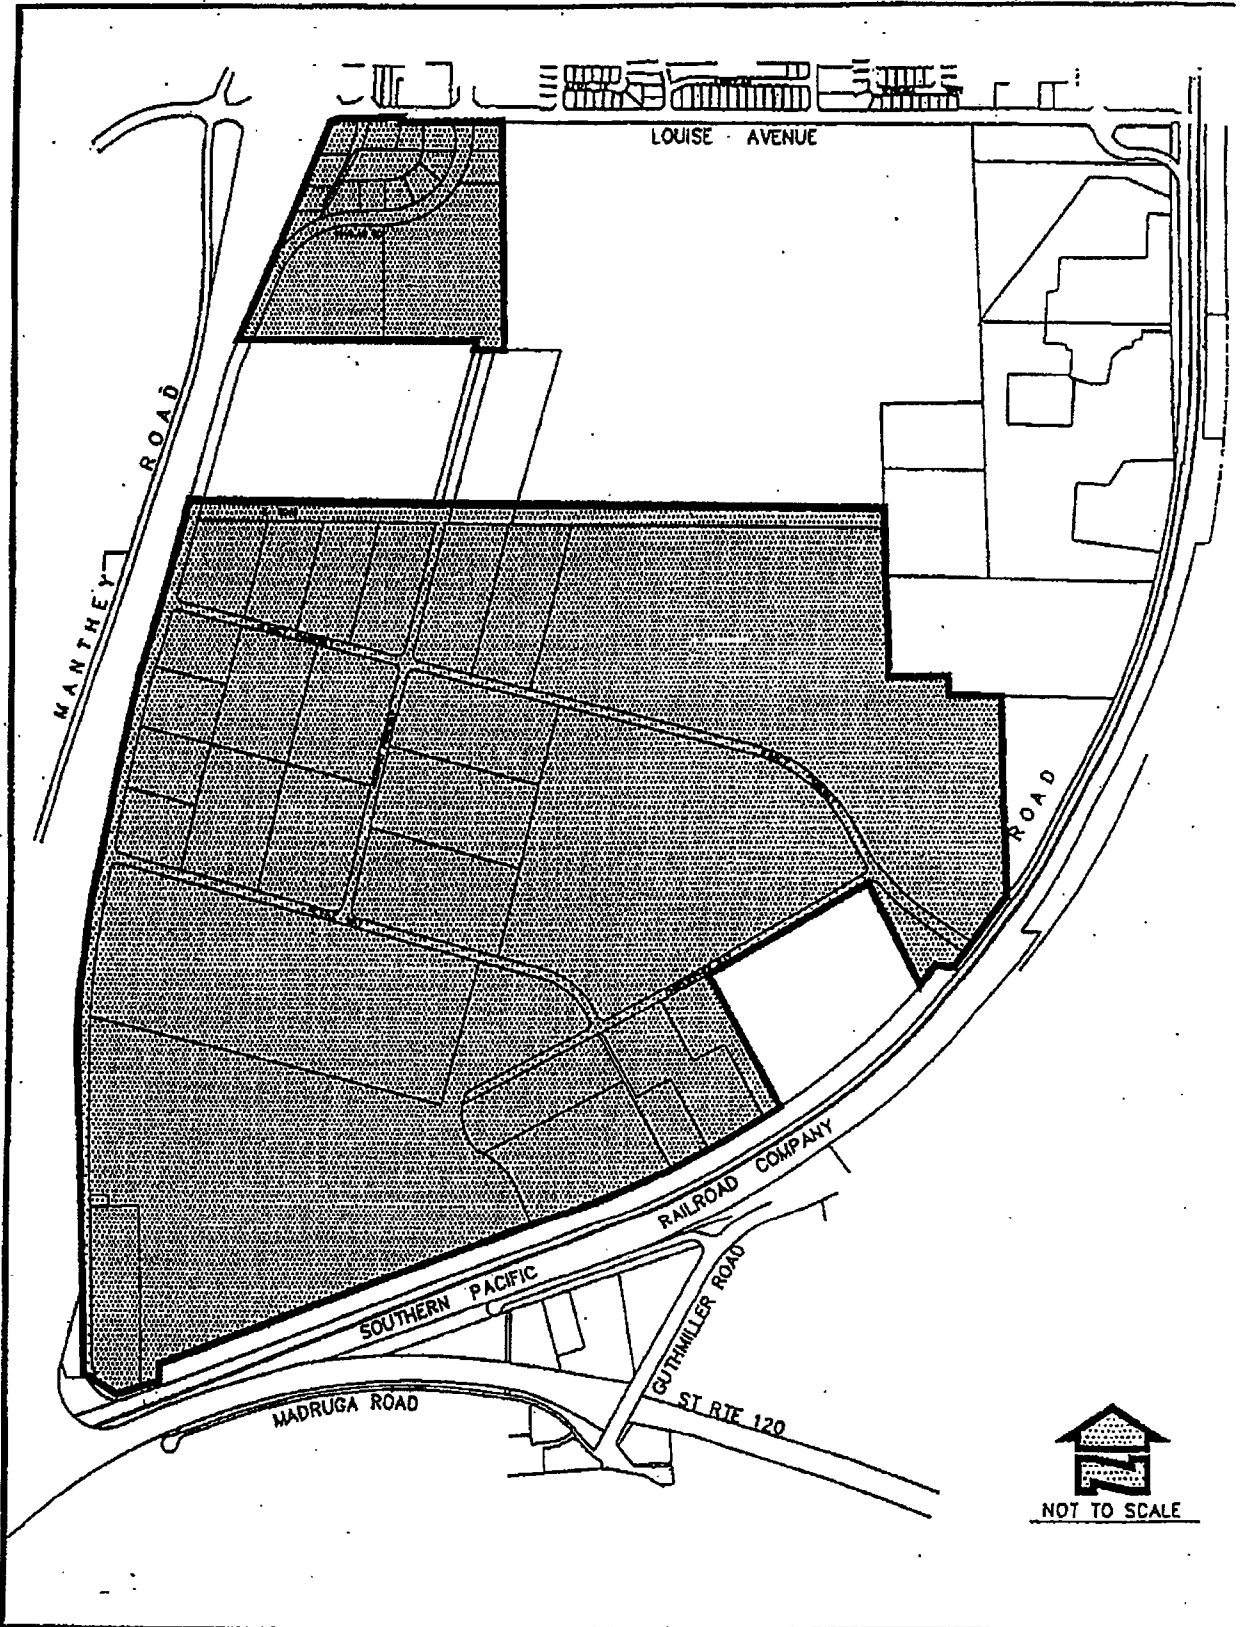 LOUISE AVENUE
MANTHEY ROAD
ROAD
SOUTHERN PACIFIC RAILROAD COMPANY
GUTHMILLER ROAD
MADRUGA ROAD
ST RTE 120
N
NOT TO SCALE